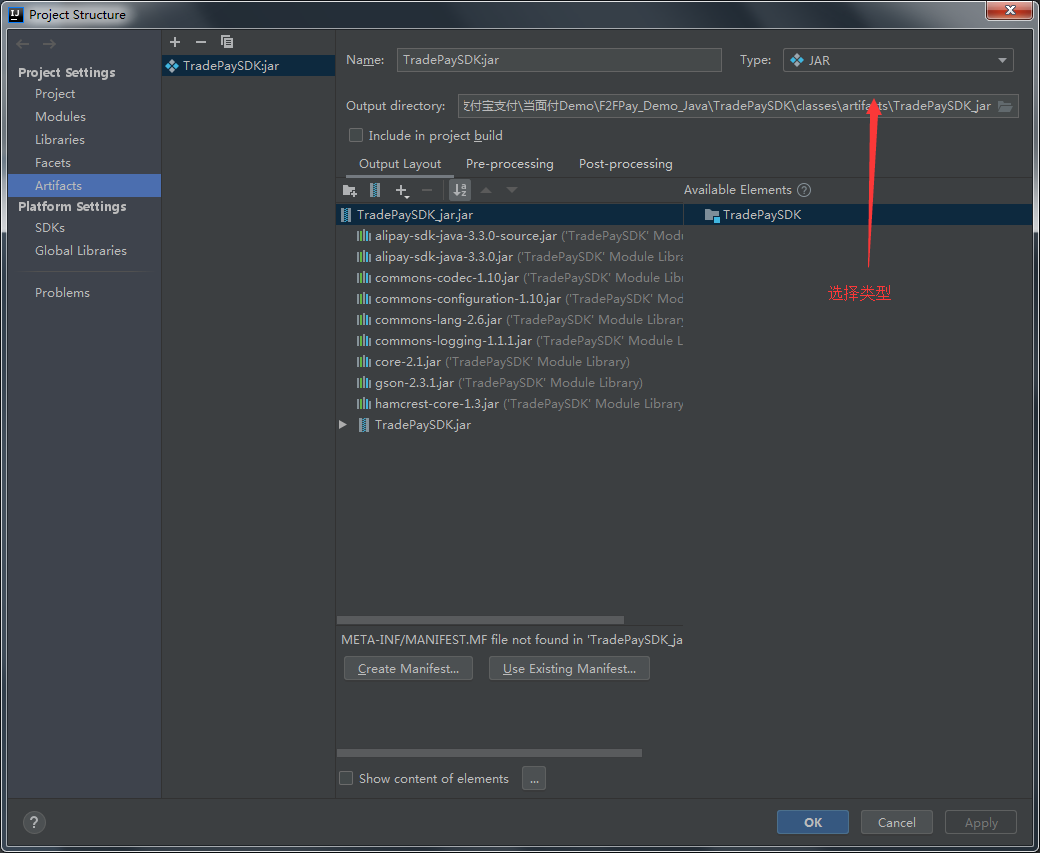 Project Structure
Project Settings
Project
Modules
Libraries
Facets
Artifacts
Platform Settings
SDKs
Global Libraries
Problems
TradePaySDK:jar
Name: TradePaySDK:jar
Type: JAR
Output directory: 付宝支付\当面付Demo\F2FPay_Demo_Java\TradePaySDK\classes\artifacts\TradePaySDK_jar
Include in project build
Output Layout Pre-processing Post-processing
Available Elements ?
TradePaySDK_jar.jar
TradePaySDK
alipay-sdk-java-3.3.0-source.jar ('TradePaySDK' Modu
alipay-sdk-java-3.3.0.jar ('TradePaySDK' Module Libra
commons-codec-1.10.jar ('TradePaySDK' Module Libr
commons-configuration-1.10.jar ('TradePaySDK' Mod
commons-lang-2.6.jar ('TradePaySDK' Module Library
commons-logging-1.1.1.jar ('TradePaySDK' Module L
core-2.1.jar ('TradePaySDK' Module Library)
gson-2.3.1.jar ('TradePaySDK' Module Library)
hamcrest-core-1.3.jar ('TradePaySDK' Module Library
TradePaySDK.jar
选择类型
META-INF/MANIFEST.MF file not found in 'TradePaySDK_ja
Create Manifest... Use Existing Manifest...
Show content of elements ...
? OK Cancel Apply